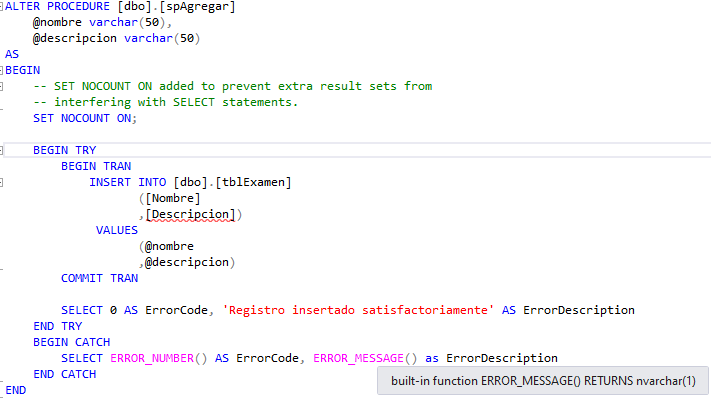 ALTER PROCEDURE [dbo].[spAgregar]
@nombre varchar(50),
@descripcion varchar(50)
AS
BEGIN
-- SET NOCOUNT ON added to prevent extra result sets from
-- interfering with SELECT statements.
SET NOCOUNT ON;
BEGIN TRY
BEGIN TRAN
INSERT INTO [dbo].[tblExamen]
([Nombre]
,[Descripcion])
VALUES
(@nombre
,@descripcion)
COMMIT TRAN
SELECT 0 AS ErrorCode, 'Registro insertado satisfactoriamente' AS ErrorDescription
END TRY
BEGIN CATCH
SELECT ERROR_NUMBER() AS ErrorCode, ERROR_MESSAGE() as ErrorDescription
END CATCH
built-in function ERROR_MESSAGE() RETURNS nvarchar(1)
END